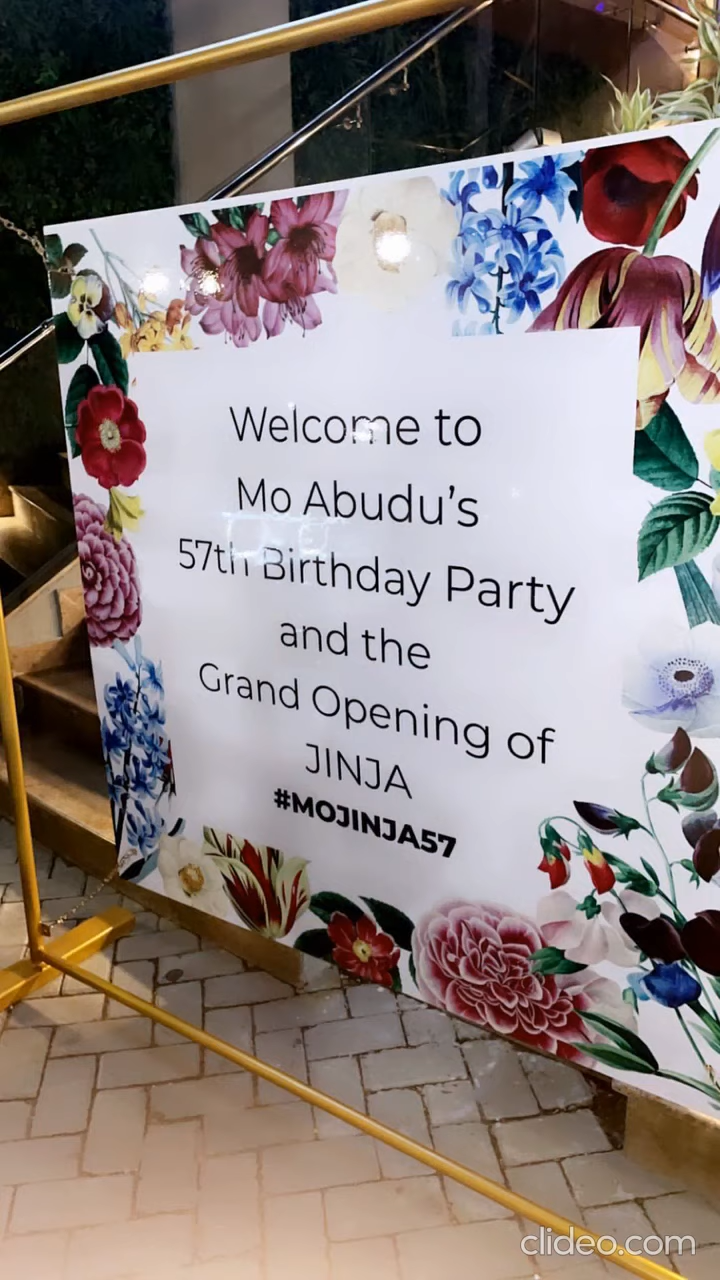 Welcome to
Mo Abudu's
57th Birthday Party
and the
Grand Opening of
JINJA
#MOJINJA57
clideo.com